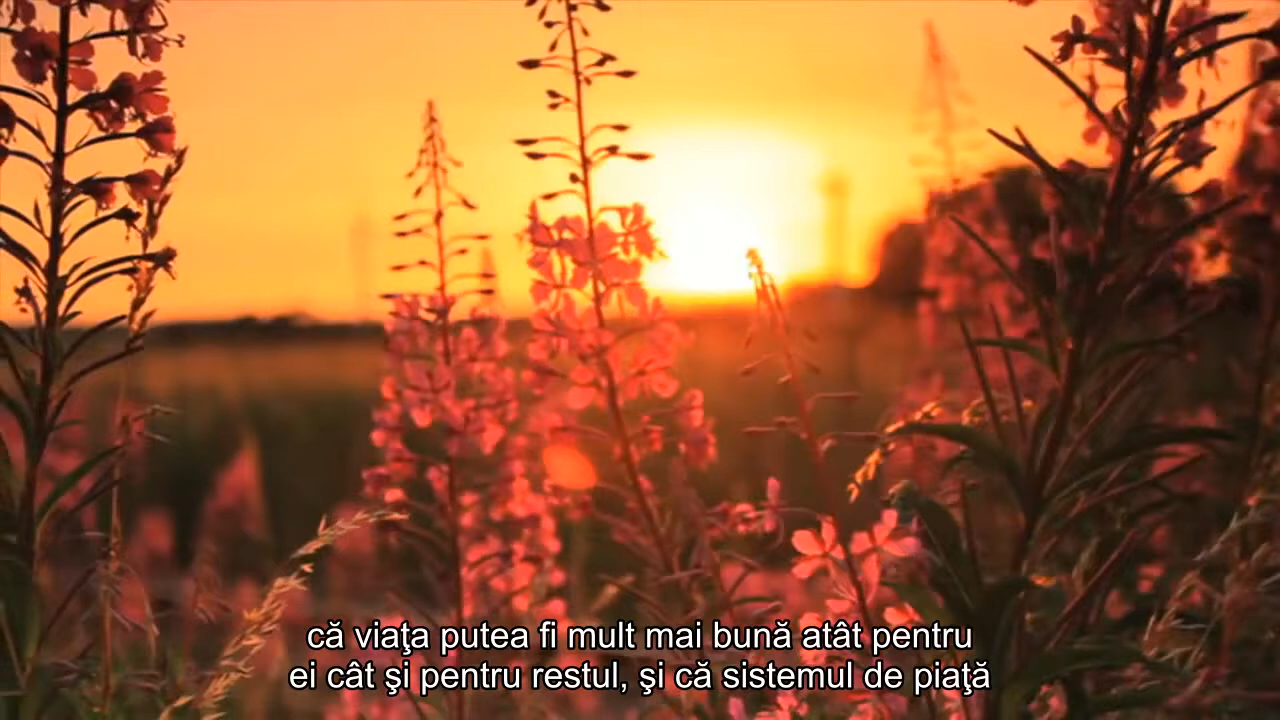 că viaţa putea fi mult mai bună atât pentru
ei cât şi pentru restul, şi că sistemul de piaţă